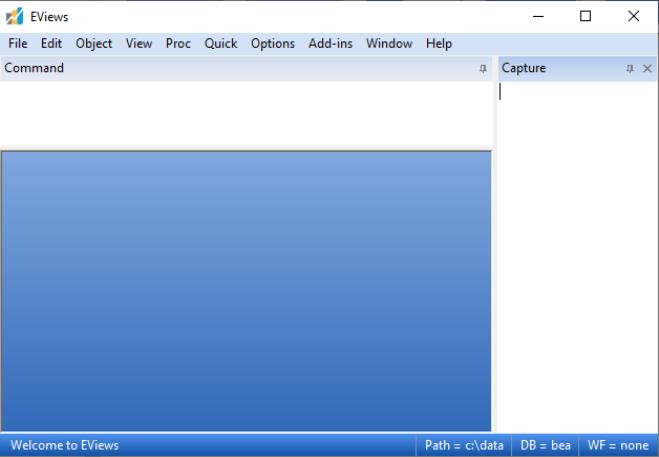 EViews
File Edit Object View Proc Quick Options Add-ins Window Help
Command
Capture
Welcome to EViews
Path = c:\data
DB = bea
WF = none